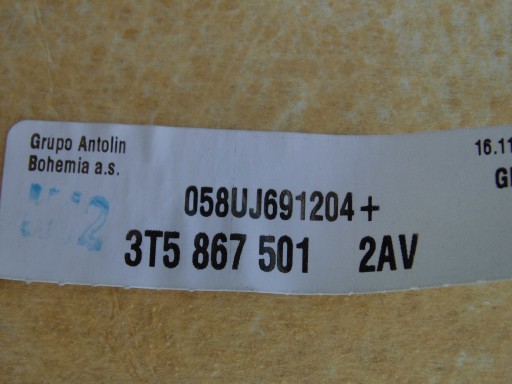 Grupo Antolin
Bohemia a.s.
16.11
058UJ691204+
3T5 867 501 2AV